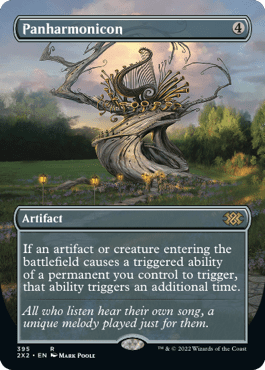 Panharmonicon 4
Artifact
If an artifact or creature entering the
battlefield causes a triggered ability
of a permanent you control to trigger,
that ability triggers an additional time.
All who listen hear their own song, a
unique melody played just for them.
395 R
2X2 • EN Mark Poole ™ & © 2022 Wizards of the Coast